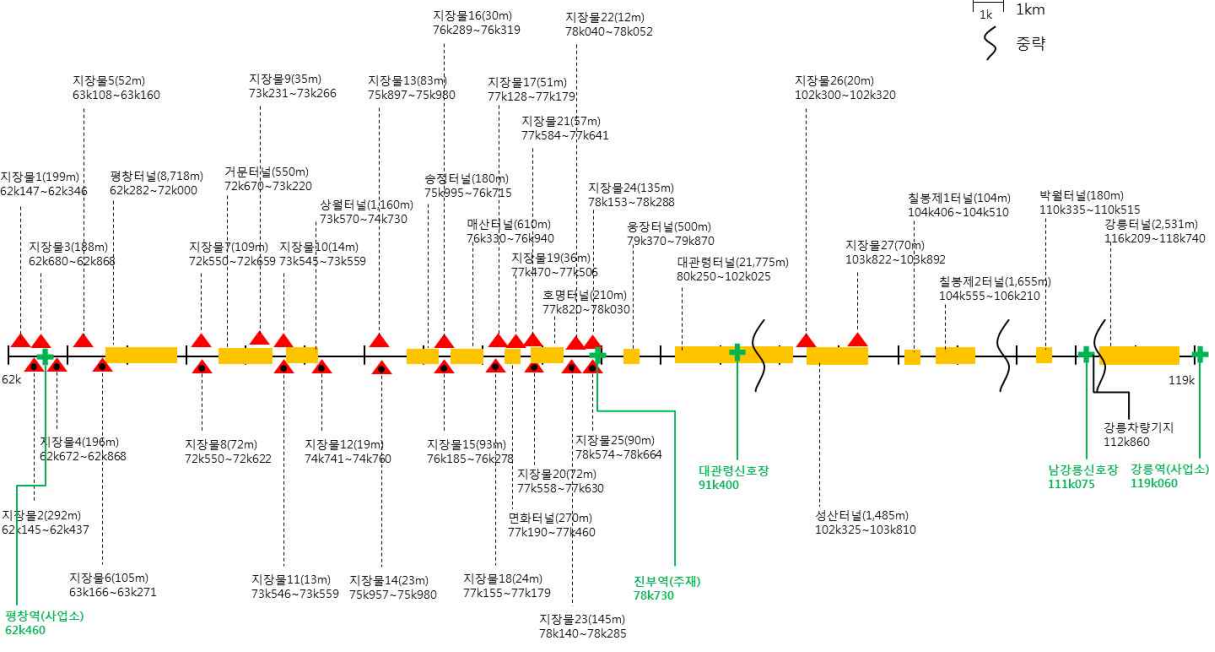 지장물16(30m)
76k289~76k319
지장물22(12m)
78k040~78k052
1k
1km
중략
지장물5(52m)
63k108~63k160
지장물9(35m)
73k231~73k266
지장물13(83m)
75k897~75k980
지장물17(51m)
77k128~77k179
지장물26(20m)
102k300~102k320
지장물21(57m)
77k584~77k641
지장물1(199m)
62k147~62k346
평창터널(8,718m)
62k282~72k000
거문터널(550m)
72k670~73k220
상월터널(1,160m)
73k570~74k730
송정터널(180m)
75k995~76k715
지장물24(135m)
78k153~78k288
칠봉제1터널(104m)
104k406~104k510
박월터널(180m)
110k335~110k515
지장물3(188m)
62k680~62k868
지장물7(109m)
72k550~72k659
지장물10(14m)
73k545~73k559
매산터널(610m)
76k330~76k940
웅장터널(500m)
79k370~79k870
지장물27(70m)
103k822~103k892
강릉터널(2,531m)
116k209~118k740
지장물19(36m)
77k470~77k506
대관령터널(21,775m)
80k250~102k025
칠봉제2터널(1,655m)
104k555~106k210
호명터널(210m)
77k820~78k030
62k
119k
지장물4(196m)
62k672~62k868
지장물8(72m)
72k550~72k622
지장물12(19m)
74k741~74k760
지장물15(93m)
76k185~76k278
지장물25(90m)
78k574~78k664
강릉차량기지
112k860
지장물20(72m)
77k558~77k630
대관령신호장
91k400
남강릉신호장
111k075
강릉역(사업소)
119k060
지장물2(292m)
62k145~62k437
면화터널(270m)
77k190~77k460
성산터널(1,485m)
102k325~103k810
지장물6(105m)
63k166~63k271
지장물11(13m)
73k546~73k559
지장물14(23m)
75k957~75k980
지장물18(24m)
77k155~77k179
진부역(주재)
78k730
평창역(사업소)
62k460
지장물23(145m)
78k140~78k285